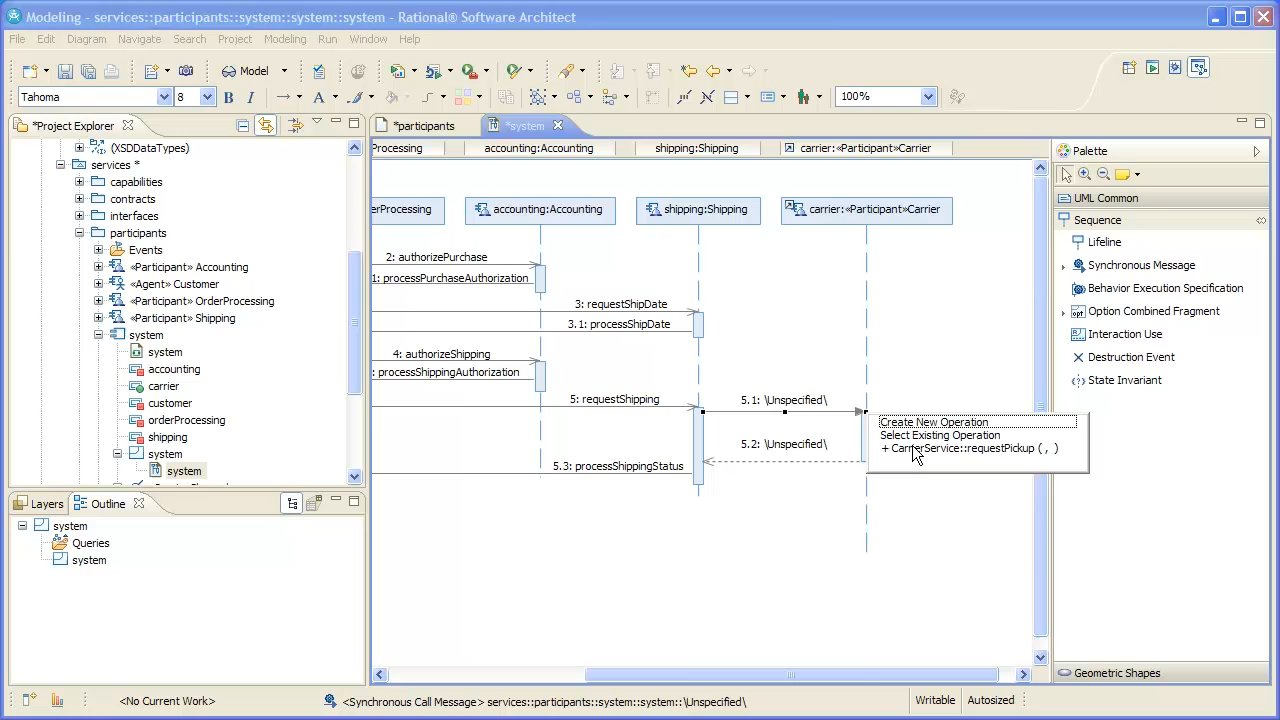 Modeling - services::participants::system::system::system - Rational® Software Architect
File Edit Diagram Navigate Search Project Modeling Run Window Help
Model
Tahoma 8 B I A 100%
*Project Explorer
(XSDDataTypes)
services *
capabilities
contracts
interfaces
participants
Events
«Participant» Accounting
«Agent» Customer
«Participant» OrderProcessing
«Participant» Shipping
system
system
accounting
carrier
customer
orderProcessing
shipping
system
system
Layers Outline
system
Queries
system
*participants *system
Processing accounting:Accounting shipping:Shipping carrier:«Participant»Carrier
erProcessing accounting:Accounting shipping:Shipping carrier:«Participant»Carrier
2: authorizePurchase
1: processPurchaseAuthorization
3: requestShipDate
3.1: processShipDate
4: authorizeShipping
: processShippingAuthorization
5: requestShipping
5.1: \Unspecified\
5.2: \Unspecified\
5.3: processShippingStatus
Create New Operation
Select Existing Operation
+ CarrierService::requestPickup ( , )
Palette
UML Common
Sequence
Lifeline
Synchronous Message
Behavior Execution Specification
Option Combined Fragment
Interaction Use
Destruction Event
State Invariant
Geometric Shapes
<No Current Work> <Synchronous Call Message> services::participants::system::system::\Unspecified\ Writable Autosized